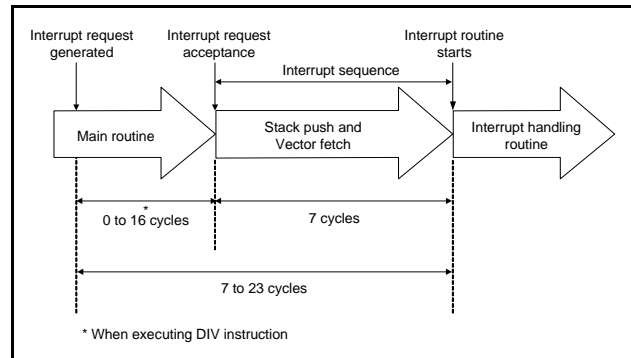 Interrupt request
generated
Interrupt request
acceptance
Interrupt routine
starts
Interrupt sequence
Main routine
Stack push and
Vector fetch
Interrupt handling
routine
*
0 to 16 cycles
7 cycles
7 to 23 cycles
* When executing DIV instruction